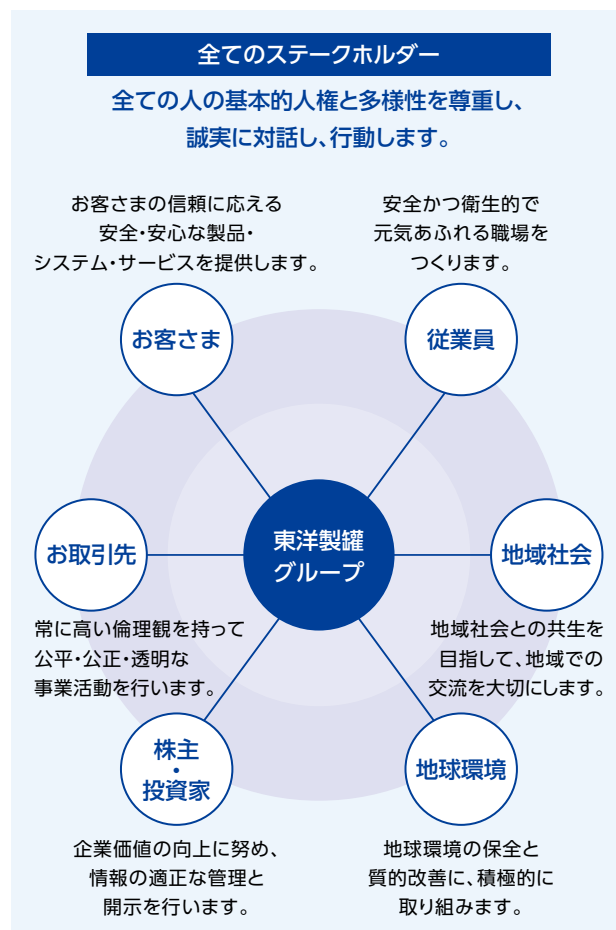 全てのステークホルダー
全ての人の基本的人権と多様性を尊重し、
誠実に対話し、行動します。
お客さまの信頼に応える
安全・安心な製品・
システム・サービスを提供します。
お客さま
安全かつ衛生的で
元気あふれる職場を
つくります。
従業員
東洋製罐
グループ
お取引先
常に高い倫理観を持って
公平・公正・透明な
事業活動を行います。
地域社会
地域社会との共生を
目指して、地域での
交流を大切にします。
株主
・
投資家
企業価値の向上に努め、
情報の適正な管理と
開示を行います。
地球環境
地球環境の保全と
質的改善に、積極的に
取り組みます。